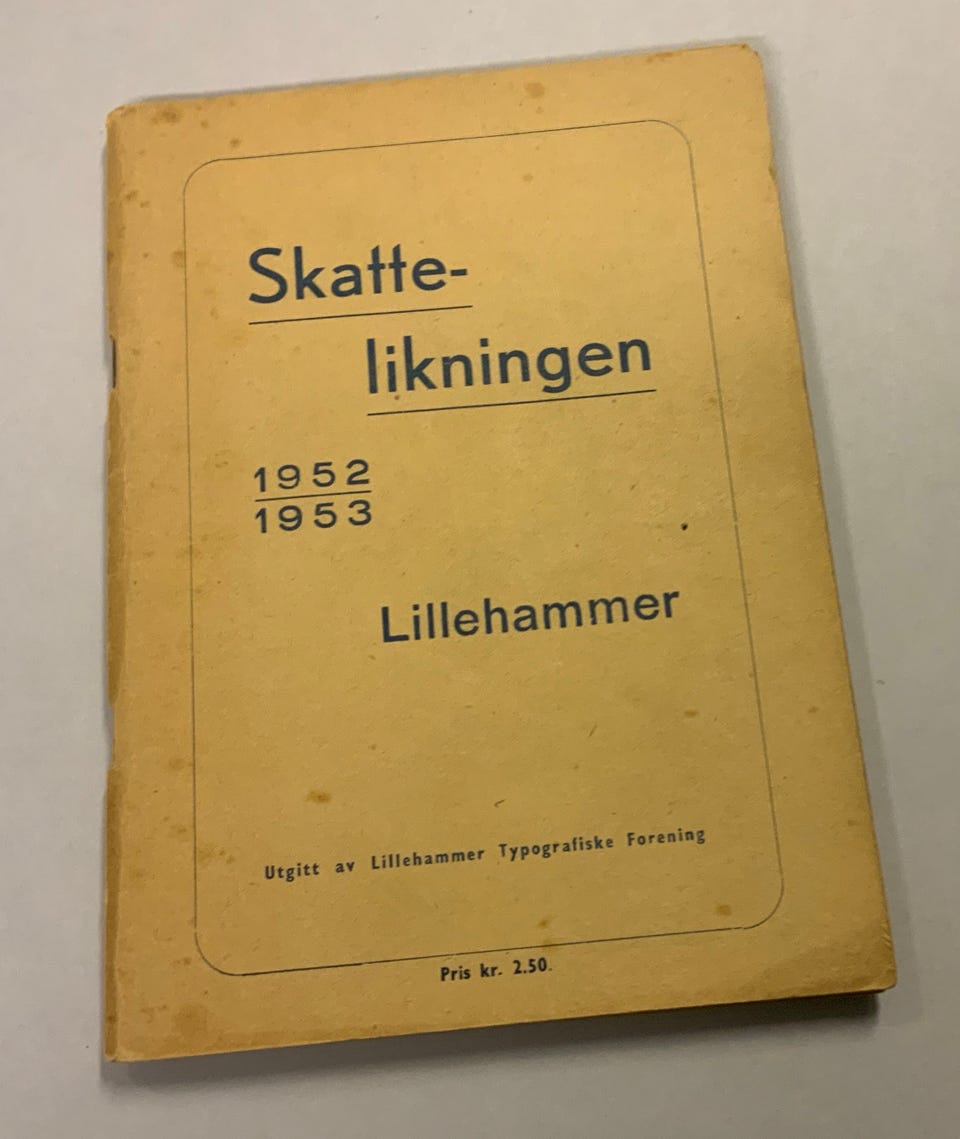 Skatte-
likningen
1952
1953
Lillehammer
Utgitt av Lillehammer Typografiske Forening
Pris kr. 2.50.